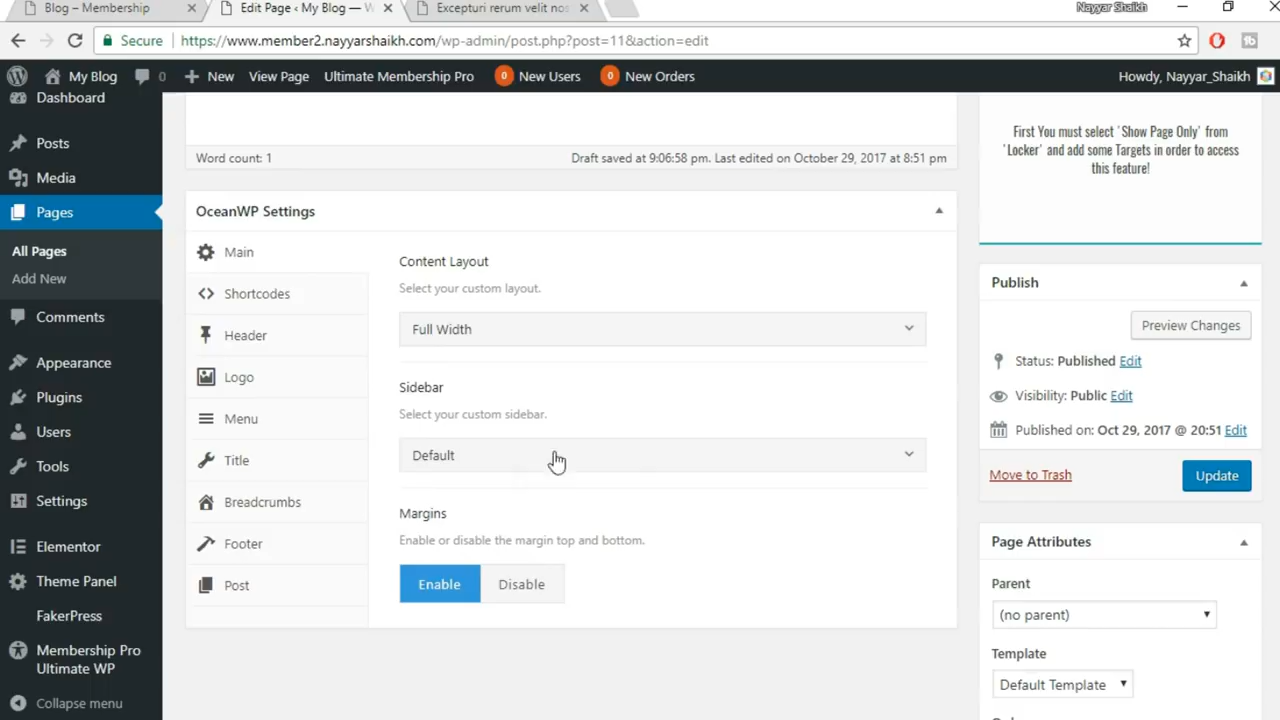 Blog – Membership
Edit Page ‹ My Blog — W
Excepturi rerum velit nos
Nayyar Shaikh
Secure
https://www.member2.nayyarshaikh.com/wp-admin/post.php?post=11&action=edit
My Blog
0
New
View Page
Ultimate Membership Pro
0
New Users
0
New Orders
Howdy, Nayyar_Shaikh
Dashboard
Posts
Media
Pages
All Pages
Add New
Comments
Appearance
Plugins
Users
Tools
Settings
Elementor
Theme Panel
FakerPress
Membership Pro
Ultimate WP
Collapse menu
Word count: 1
Draft saved at 9:06:58 pm. Last edited on October 29, 2017 at 8:51 pm
OceanWP Settings
Main
Shortcodes
Header
Logo
Menu
Title
Breadcrumbs
Footer
Post
Content Layout
Select your custom layout.
Full Width
Sidebar
Select your custom sidebar.
Default
Margins
Enable or disable the margin top and bottom.
Enable
Disable
First You must select 'Show Page Only' from
'Locker' and add some Targets in order to access
this feature!
Publish
Preview Changes
Status: Published Edit
Visibility: Public Edit
Published on: Oct 29, 2017 @ 20:51 Edit
Move to Trash
Update
Page Attributes
Parent
(no parent)
Template
Default Template